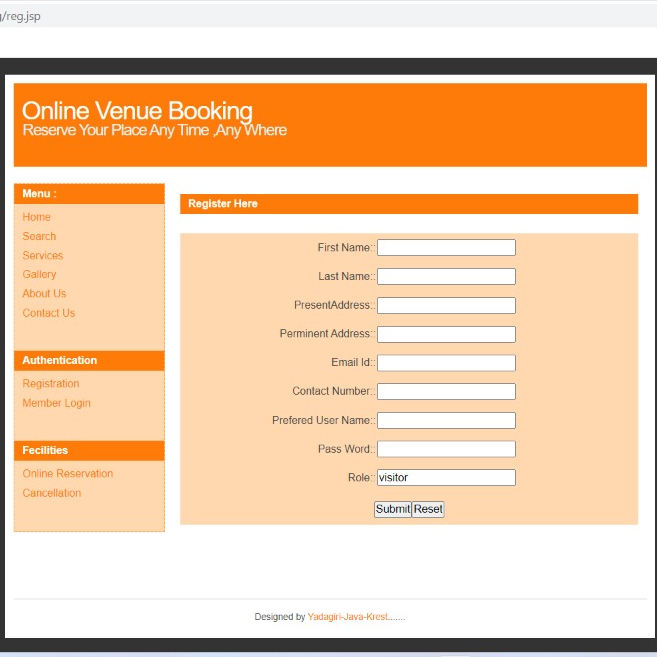 /reg.jsp
Online Venue Booking
Reserve Your Place Any Time ,Any Where
Menu :
Home
Search
Services
Gallery
About Us
Contact Us
Authentication
Registration
Member Login
Fecilities
Online Reservation
Cancellation
Register Here
First Name::
Last Name::
PresentAddress::
Perminent Address::
Email Id::
Contact Number::
Prefered User Name::
Pass Word::
Role:: visitor
Submit Reset
Designed by Yadagiri-Java-Krest.......